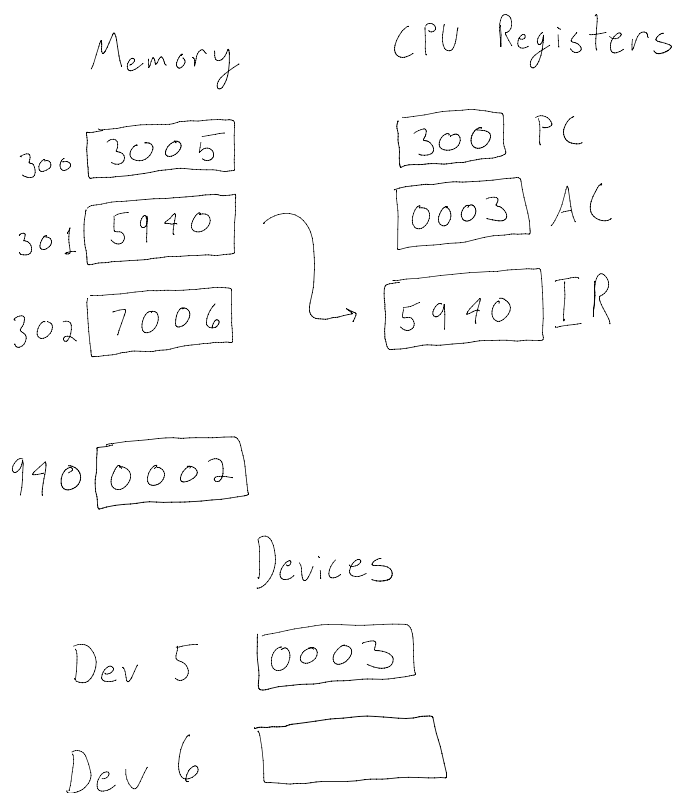 Memory
300 3005
301 5940
302 7006
940 0002
CPU Registers
300 PC
0003 AC
5940 IR
Devices
Dev 5 0003
Dev 6